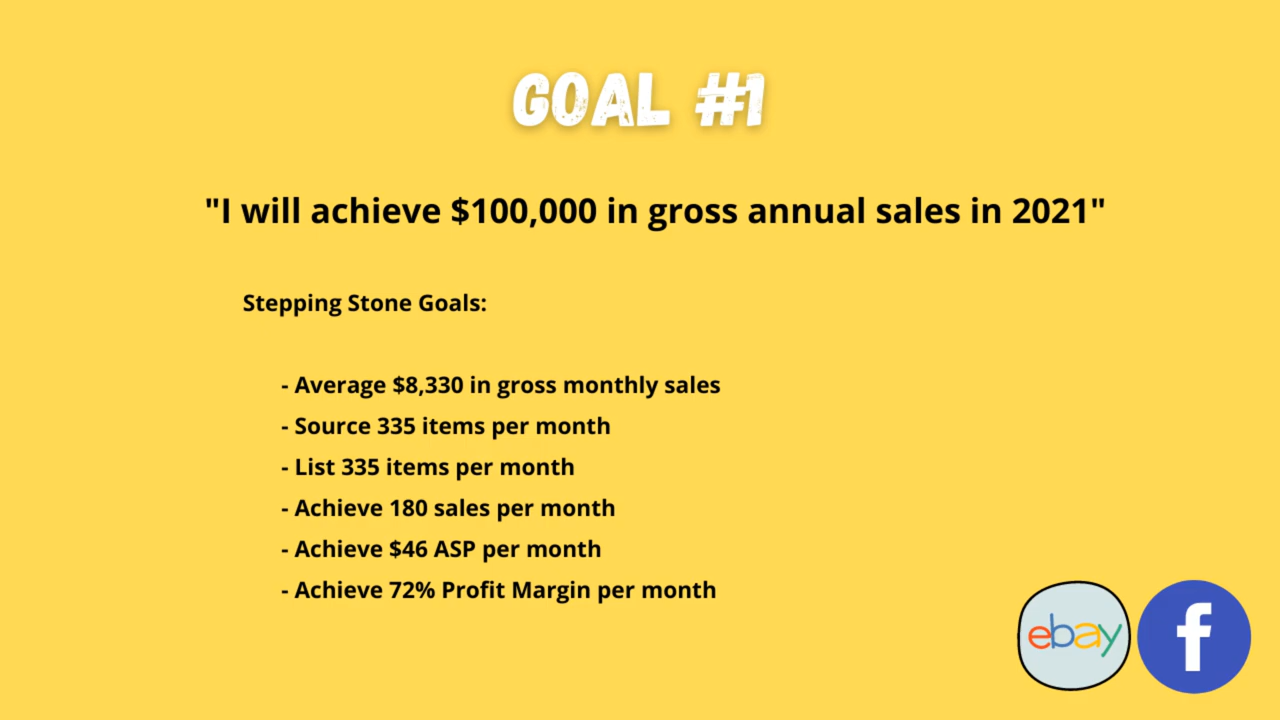 GOAL #1
"I will achieve $100,000 in gross annual sales in 2021"
Stepping Stone Goals:
- Average $8,330 in gross monthly sales
- Source 335 items per month
- List 335 items per month
- Achieve 180 sales per month
- Achieve $46 ASP per month
- Achieve 72% Profit Margin per month
ebay f